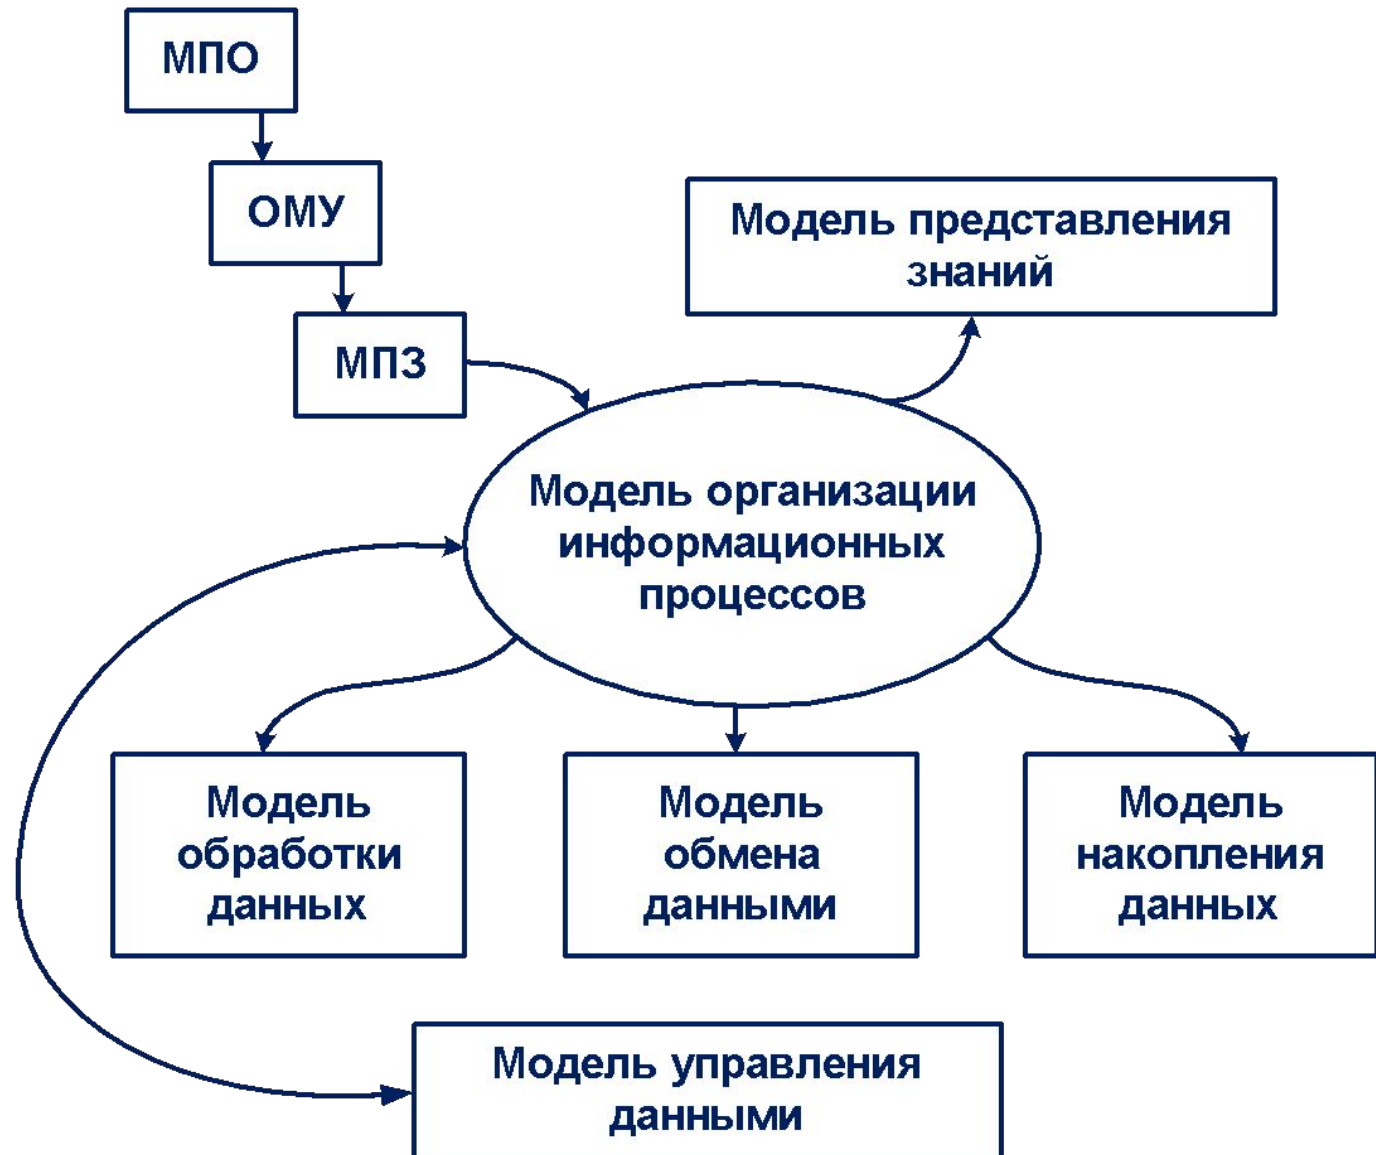 МПО
ОМУ
Модель представления
знаний
МПЗ
Модель организации
информационных
процессов
Модель
обработки
данных
Модель
обмена
данными
Модель
накопления
данных
Модель управления
данными